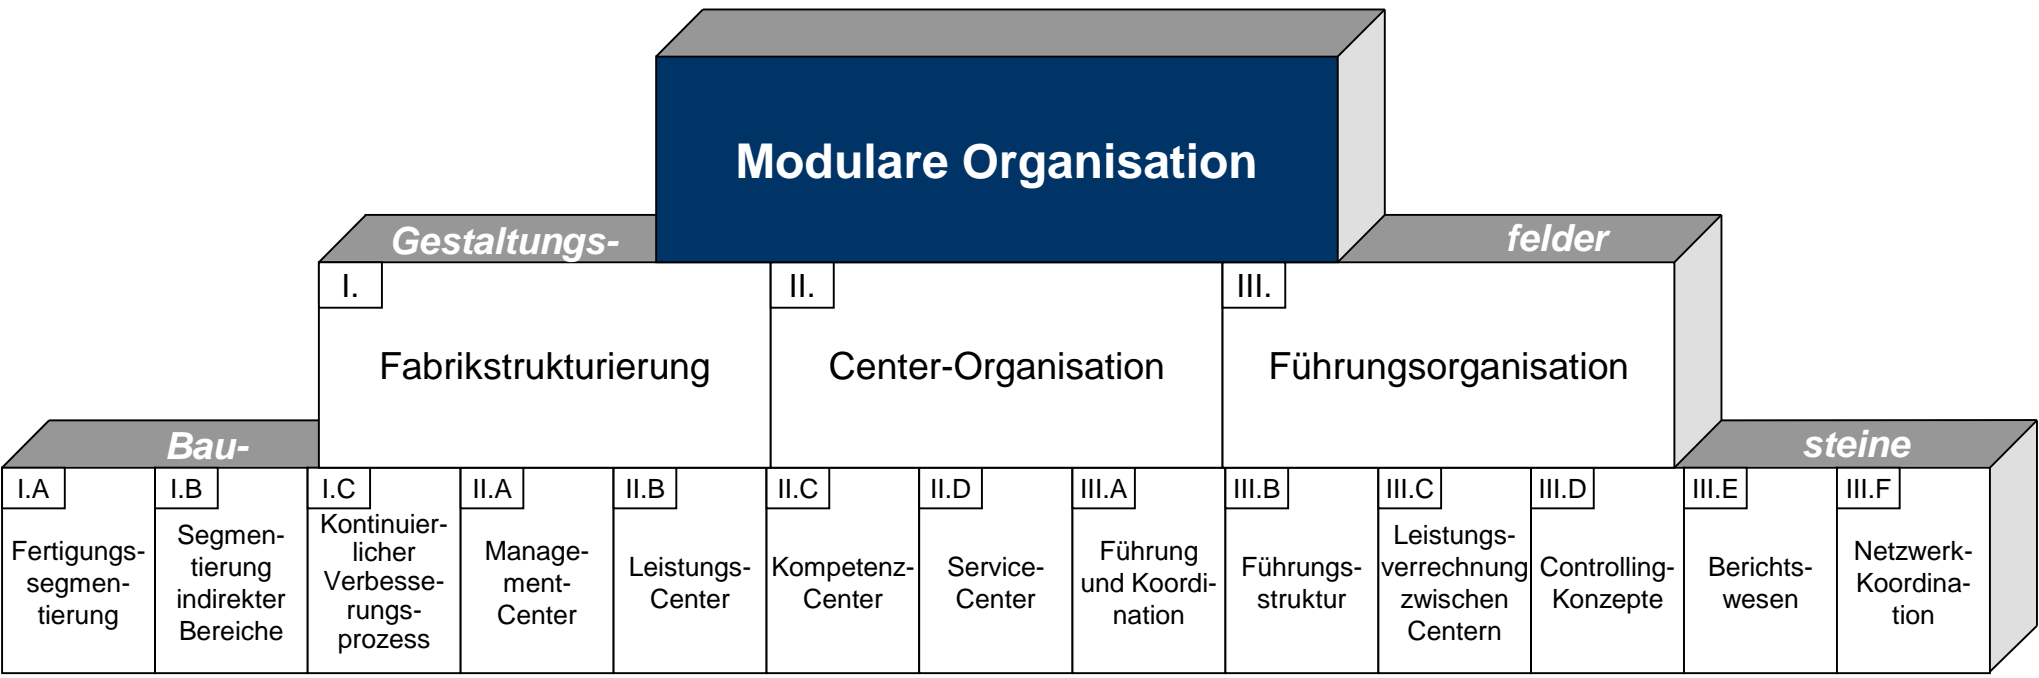 Modulare Organisation
Gestaltungs-
felder
I.
Fabrikstrukturierung
II.
Center-Organisation
III.
Führungsorganisation
Bau-
steine
I.A
Fertigungs-
segmen-
tierung
I.B
Segmen-
tierung
indirekter
Bereiche
I.C
Kontinuier-
licher
Verbesse-
rungs-
prozess
II.A
Manage-
ment-
Center
II.B
Leistungs-
Center
II.C
Kompetenz-
Center
II.D
Service-
Center
III.A
Führung
und Koordi-
nation
III.B
Führungs-
struktur
III.C
Leistungs-
verrechnung
zwischen
Centern
III.D
Controlling-
Konzepte
III.E
Berichts-
wesen
III.F
Netzwerk-
Koordina-
tion